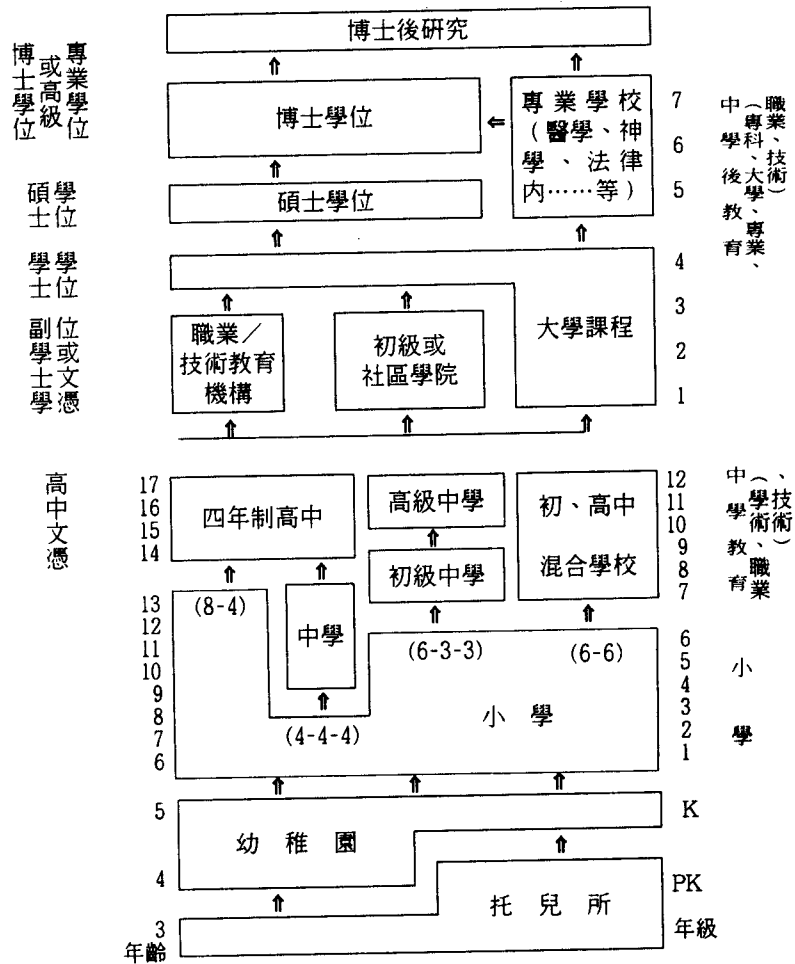 博士後研究
專業學位
或高級
博士學位
博士學位
專業學校
(醫學、神
學、法律
内……等)
7
6
5
職業、技術)
(專科、大學、專業、
中學後教育
碩士
學位
碩士學位
學士
學位
4
3
2
1
大學課程
副學士學
位或文憑
職業/
技術教育
機構
初級或
社區學院
高中文憑
17
16
15
14
四年制高中
高級中學
初級中學
初、高中
混合學校
12
11
10
9
8
7
、技術)
(學術、職業
中學教育
13
12
11
10
9
8
7
6
(8-4)
中學
(4-4-4)
(6-3-3)
(6-6)
小學
6
5
4
3
2
1
小學
5
4
幼稚園
K
3
年齡
托兒所
PK
年級